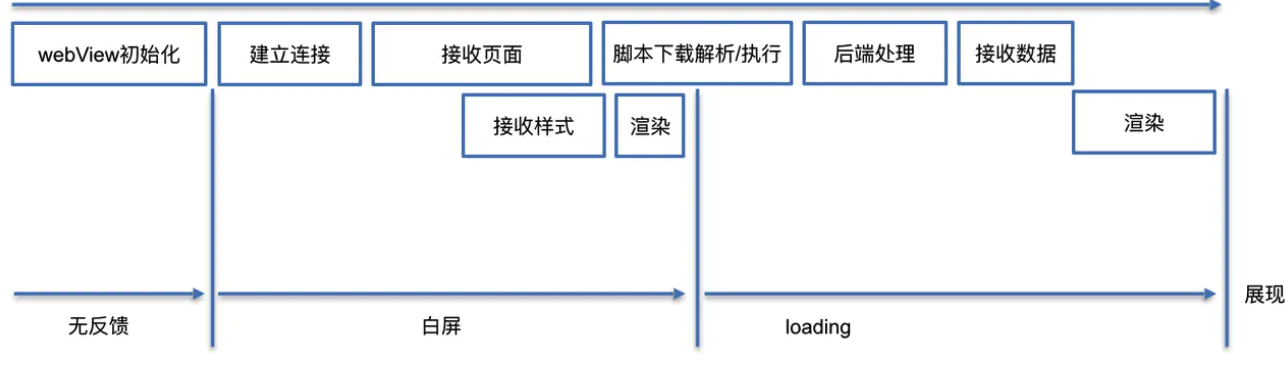 webView初始化
建立连接
接收页面
脚本下载解析/执行
后端处理
接收数据
接收样式
渲染
渲染
无反馈
白屏
loading
展现